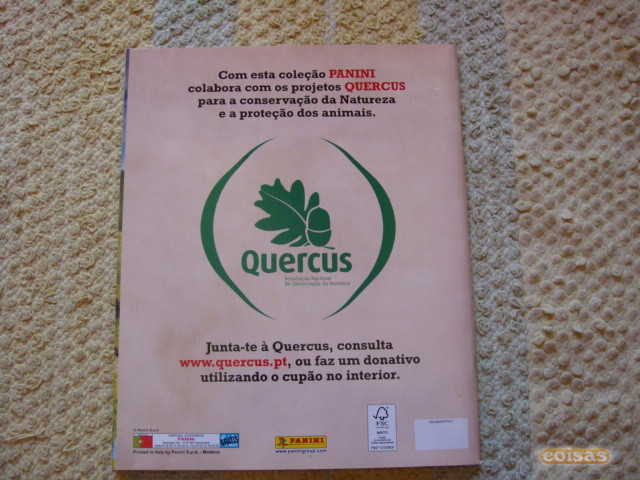 Com esta coleção PANINI
colabora com os projetos QUERCUS
para a conservação da Natureza
e a proteção dos animais.
Quercus
Associação Nacional
de Conservação da Natureza
Junta-te à Quercus, consulta
www.quercus.pt, ou faz um donativo
utilizando o cupão no interior.
© Panini S.p.A.
PANINI
Printed in Italy by Panini S.p.A. - Modena
PANINI
www.paninigroup.com
FSC
MISTO
coisas